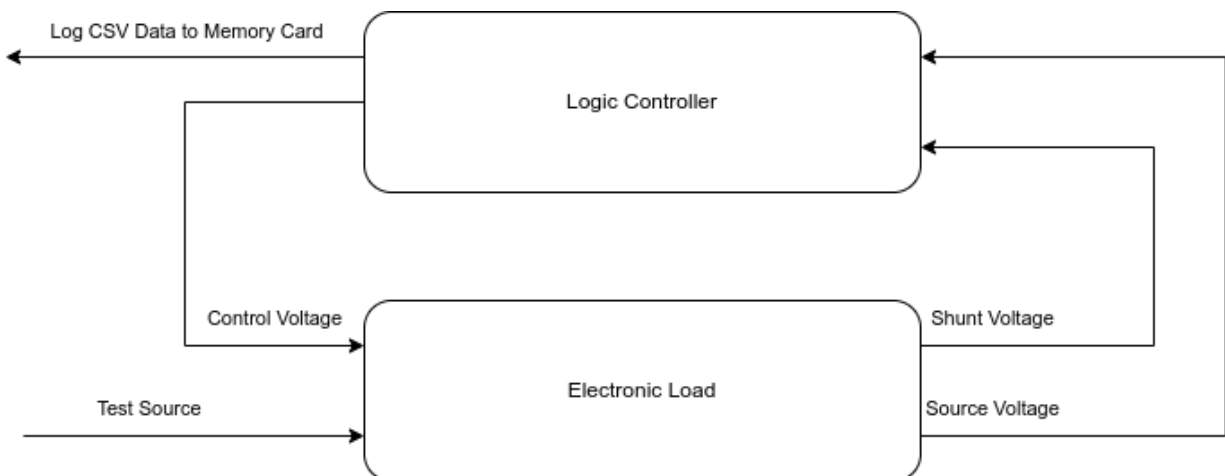 Log CSV Data to Memory Card
Logic Controller
Control Voltage
Shunt Voltage
Electronic Load
Test Source
Source Voltage